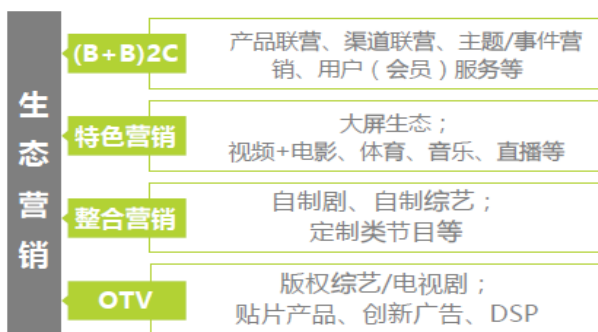 生态营销
(B+B)2C
产品联营、渠道联营、主题/事件营
销、用户（会员）服务等
特色营销
大屏生态；
视频+电影、体育、音乐、直播等
整合营销
自制剧、自制综艺；
定制类节目等
OTV
版权综艺/电视剧；
贴片产品、创新广告、DSP